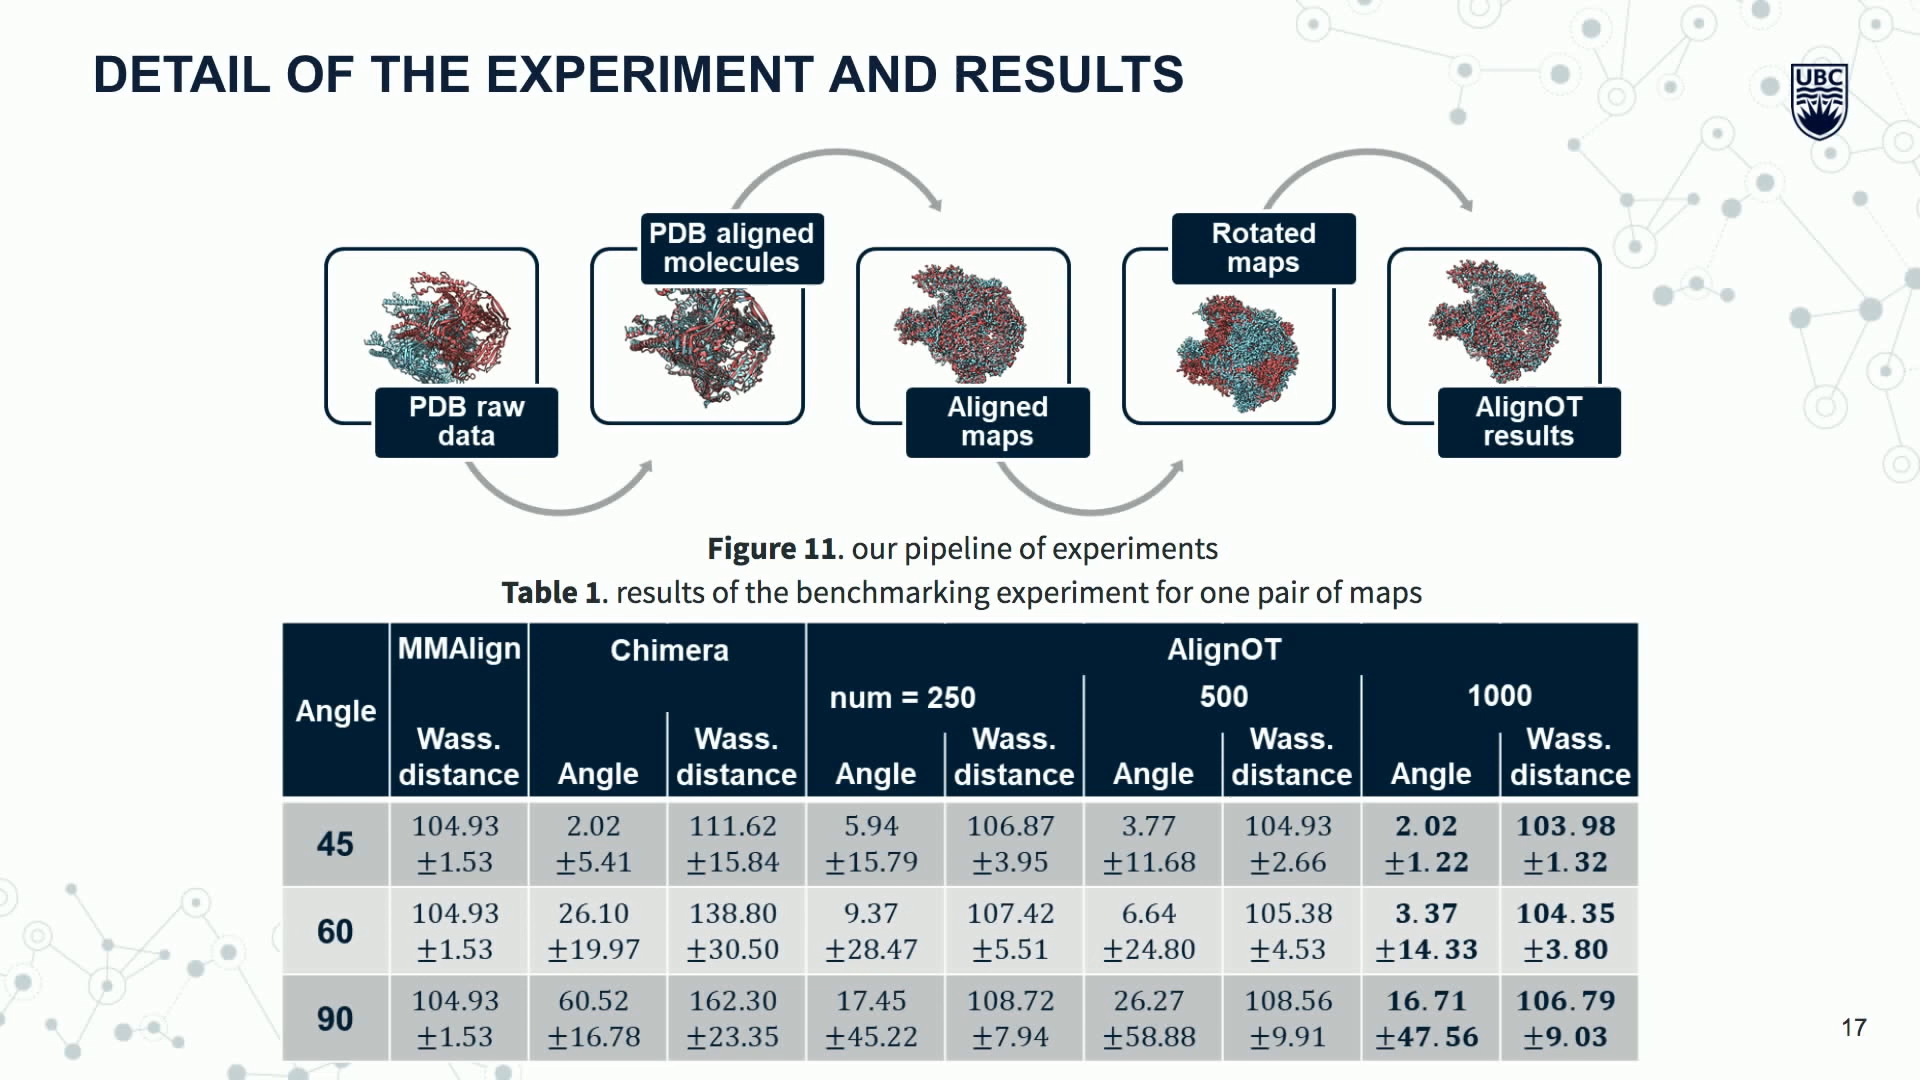 DETAIL OF THE EXPERIMENT AND RESULTS
UBC
PDB raw
data
PDB aligned
molecules
Aligned
maps
Rotated
maps
AlignOT
results
Figure 11. our pipeline of experiments
Table 1. results of the benchmarking experiment for one pair of maps
Angle MMAlign Chimera AlignOT
num = 250 500 1000
Wass. distance Angle Wass. distance Angle Wass. distance Angle Wass. distance Angle Wass. distance
45 104.93 2.02 111.62 5.94 106.87 3.77 104.93 2.02 103.98
±1.53 ±5.41 ±15.84 ±15.79 ±3.95 ±11.68 ±2.66 ±1.22 ±1.32
60 104.93 26.10 138.80 9.37 107.42 6.64 105.38 3.37 104.35
±1.53 ±19.97 ±30.50 ±28.47 ±5.51 ±24.80 ±4.53 ±14.33 ±3.80
90 104.93 60.52 162.30 17.45 108.72 26.27 108.56 16.71 106.79
±1.53 ±16.78 ±23.35 ±45.22 ±7.94 ±58.88 ±9.91 ±47.56 ±9.03
17